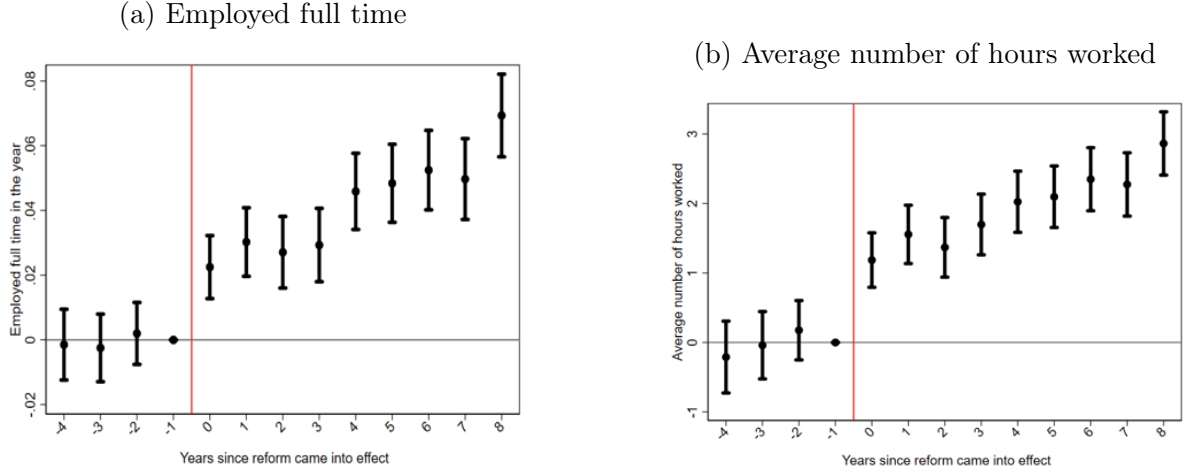 (a) Employed full time
Employed full time in the year
.08
.06
.04
.02
0
-.02
-4 -3 -2 -1 0 1 2 3 4 5 6 7 8
Years since reform came into effect
(b) Average number of hours worked
Average number of hours worked
3
2
1
0
-1
-4 -3 -2 -1 0 1 2 3 4 5 6 7 8
Years since reform came into effect